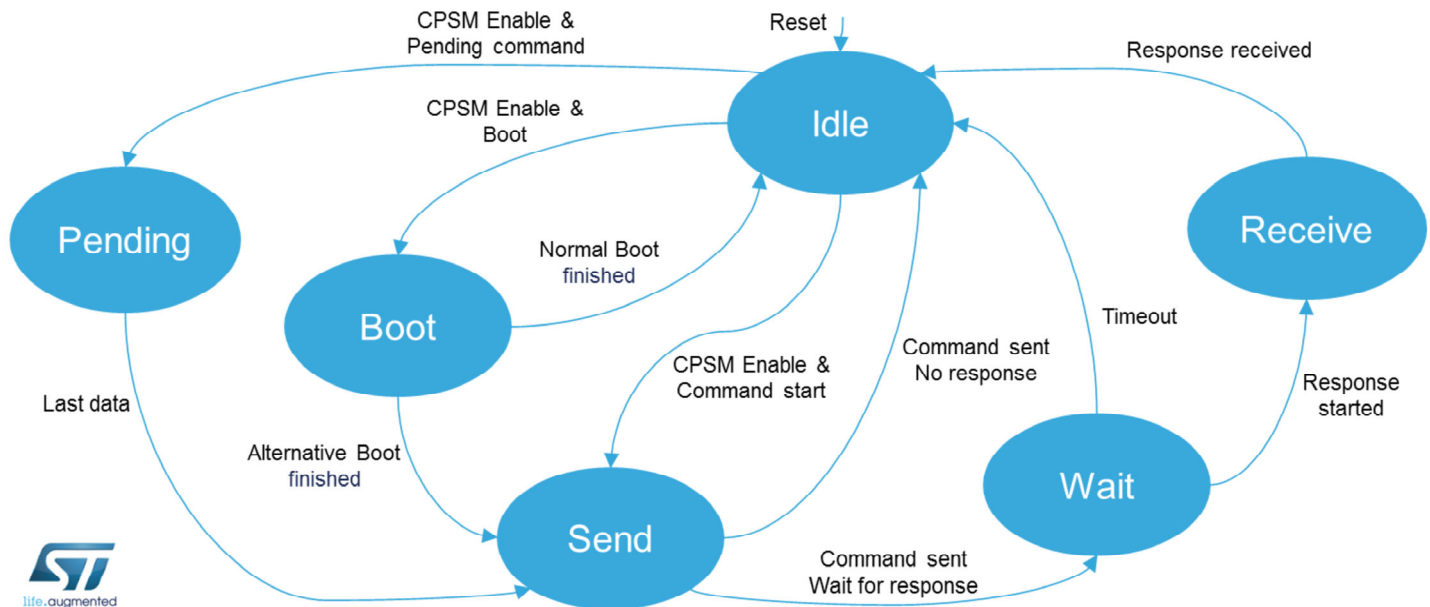 CPSM Enable &
Pending command
Reset
Response received
CPSM Enable &
Boot
Idle
Pending
Receive
Normal Boot
finished
Boot
Timeout
CPSM Enable &
Command start
Command sent
No response
Response
started
Last data
Alternative Boot
finished
Wait
Send
Command sent
Wait for response
ST
life.augmented